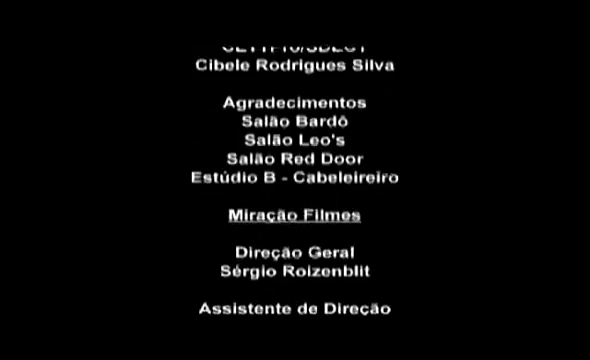 Cibele Rodrigues Silva
Agradecimentos
Salão Bardô
Salão Leo's
Salão Red Door
Estúdio B - Cabeleireiro
Miração Filmes
Direção Geral
Sérgio Roizenblit
Assistente de Direção